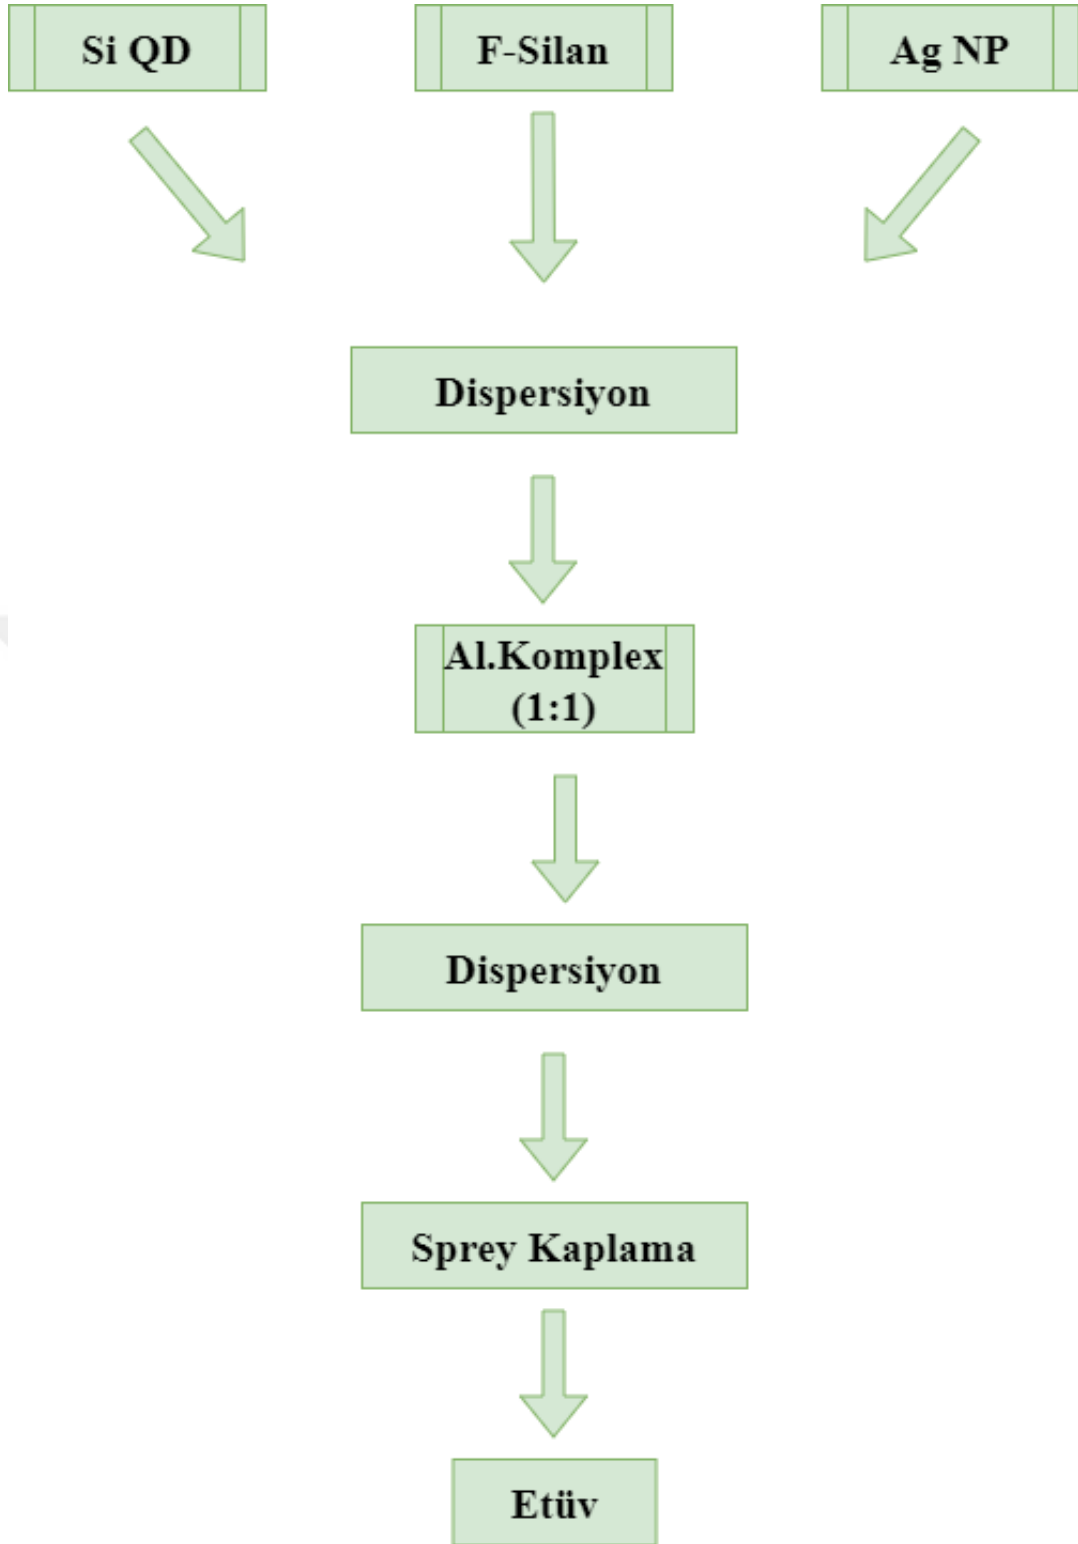 Si QD
F-Silan
Ag NP
Dispersiyon
Al.Komplex
(1:1)
Dispersiyon
Sprey Kaplama
Etüv